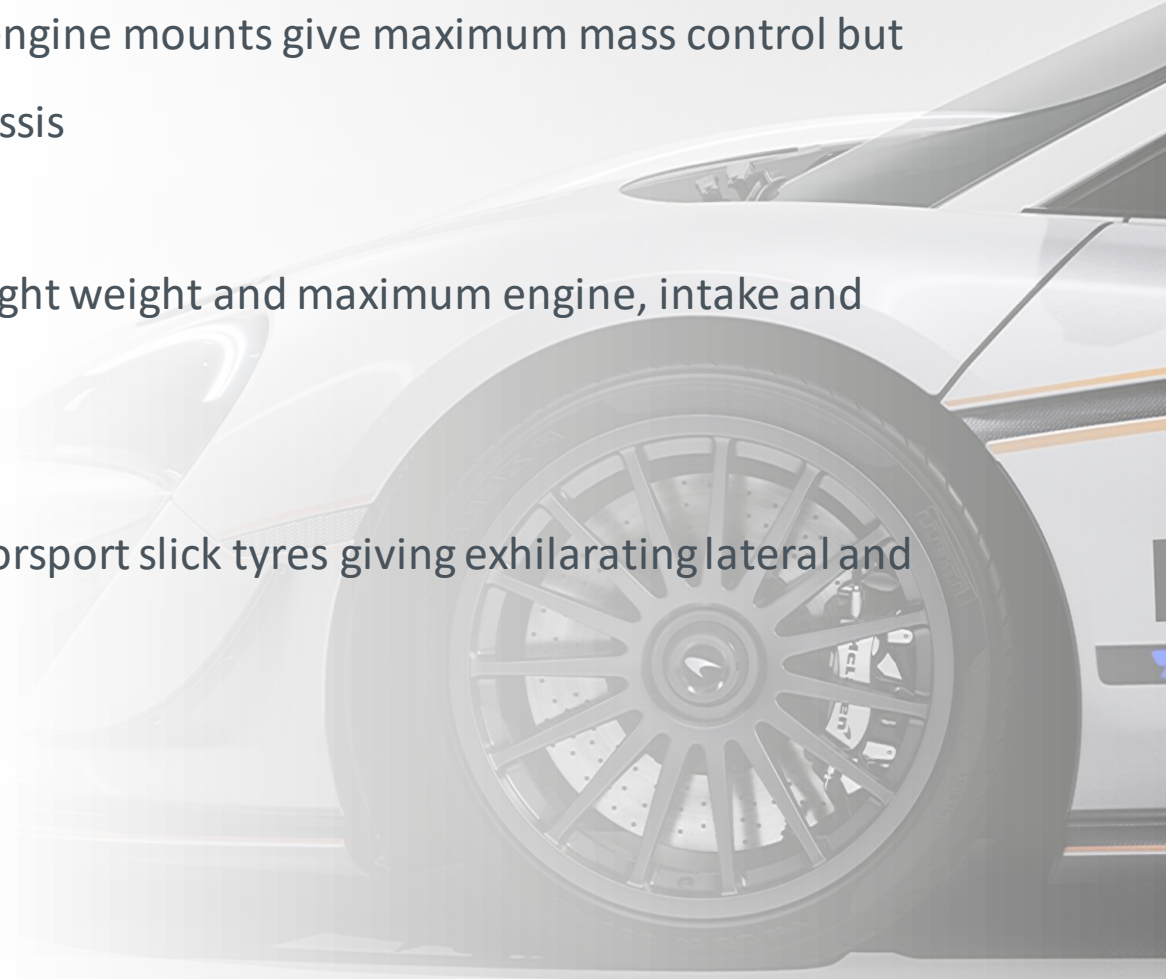 ngine mounts give maximum mass control but
ssis
ght weight and maximum engine, intake and
orsport slick tyres giving exhilarating lateral and
McLaren